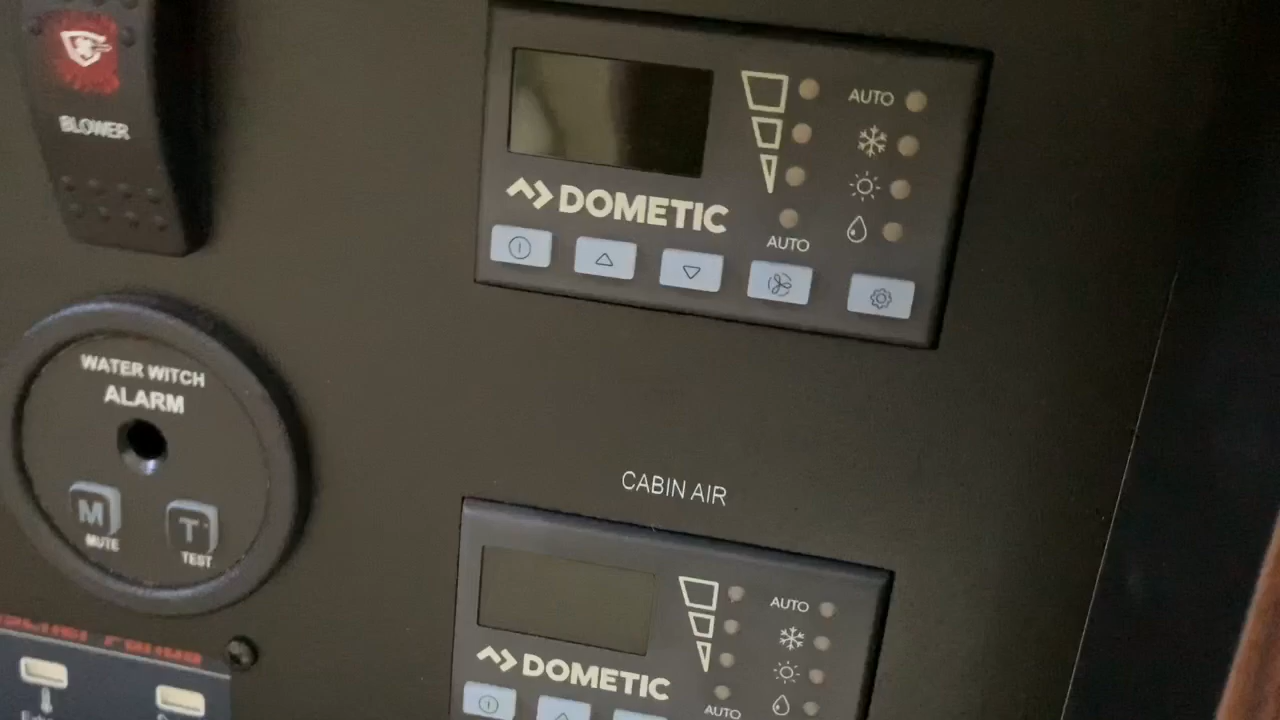 BLOWER
AUTO
DOMETIC
AUTO
WATER WITCH
ALARM
M
T
MUTE
TEST
CABIN AIR
AUTO
DOMETIC
AUTO